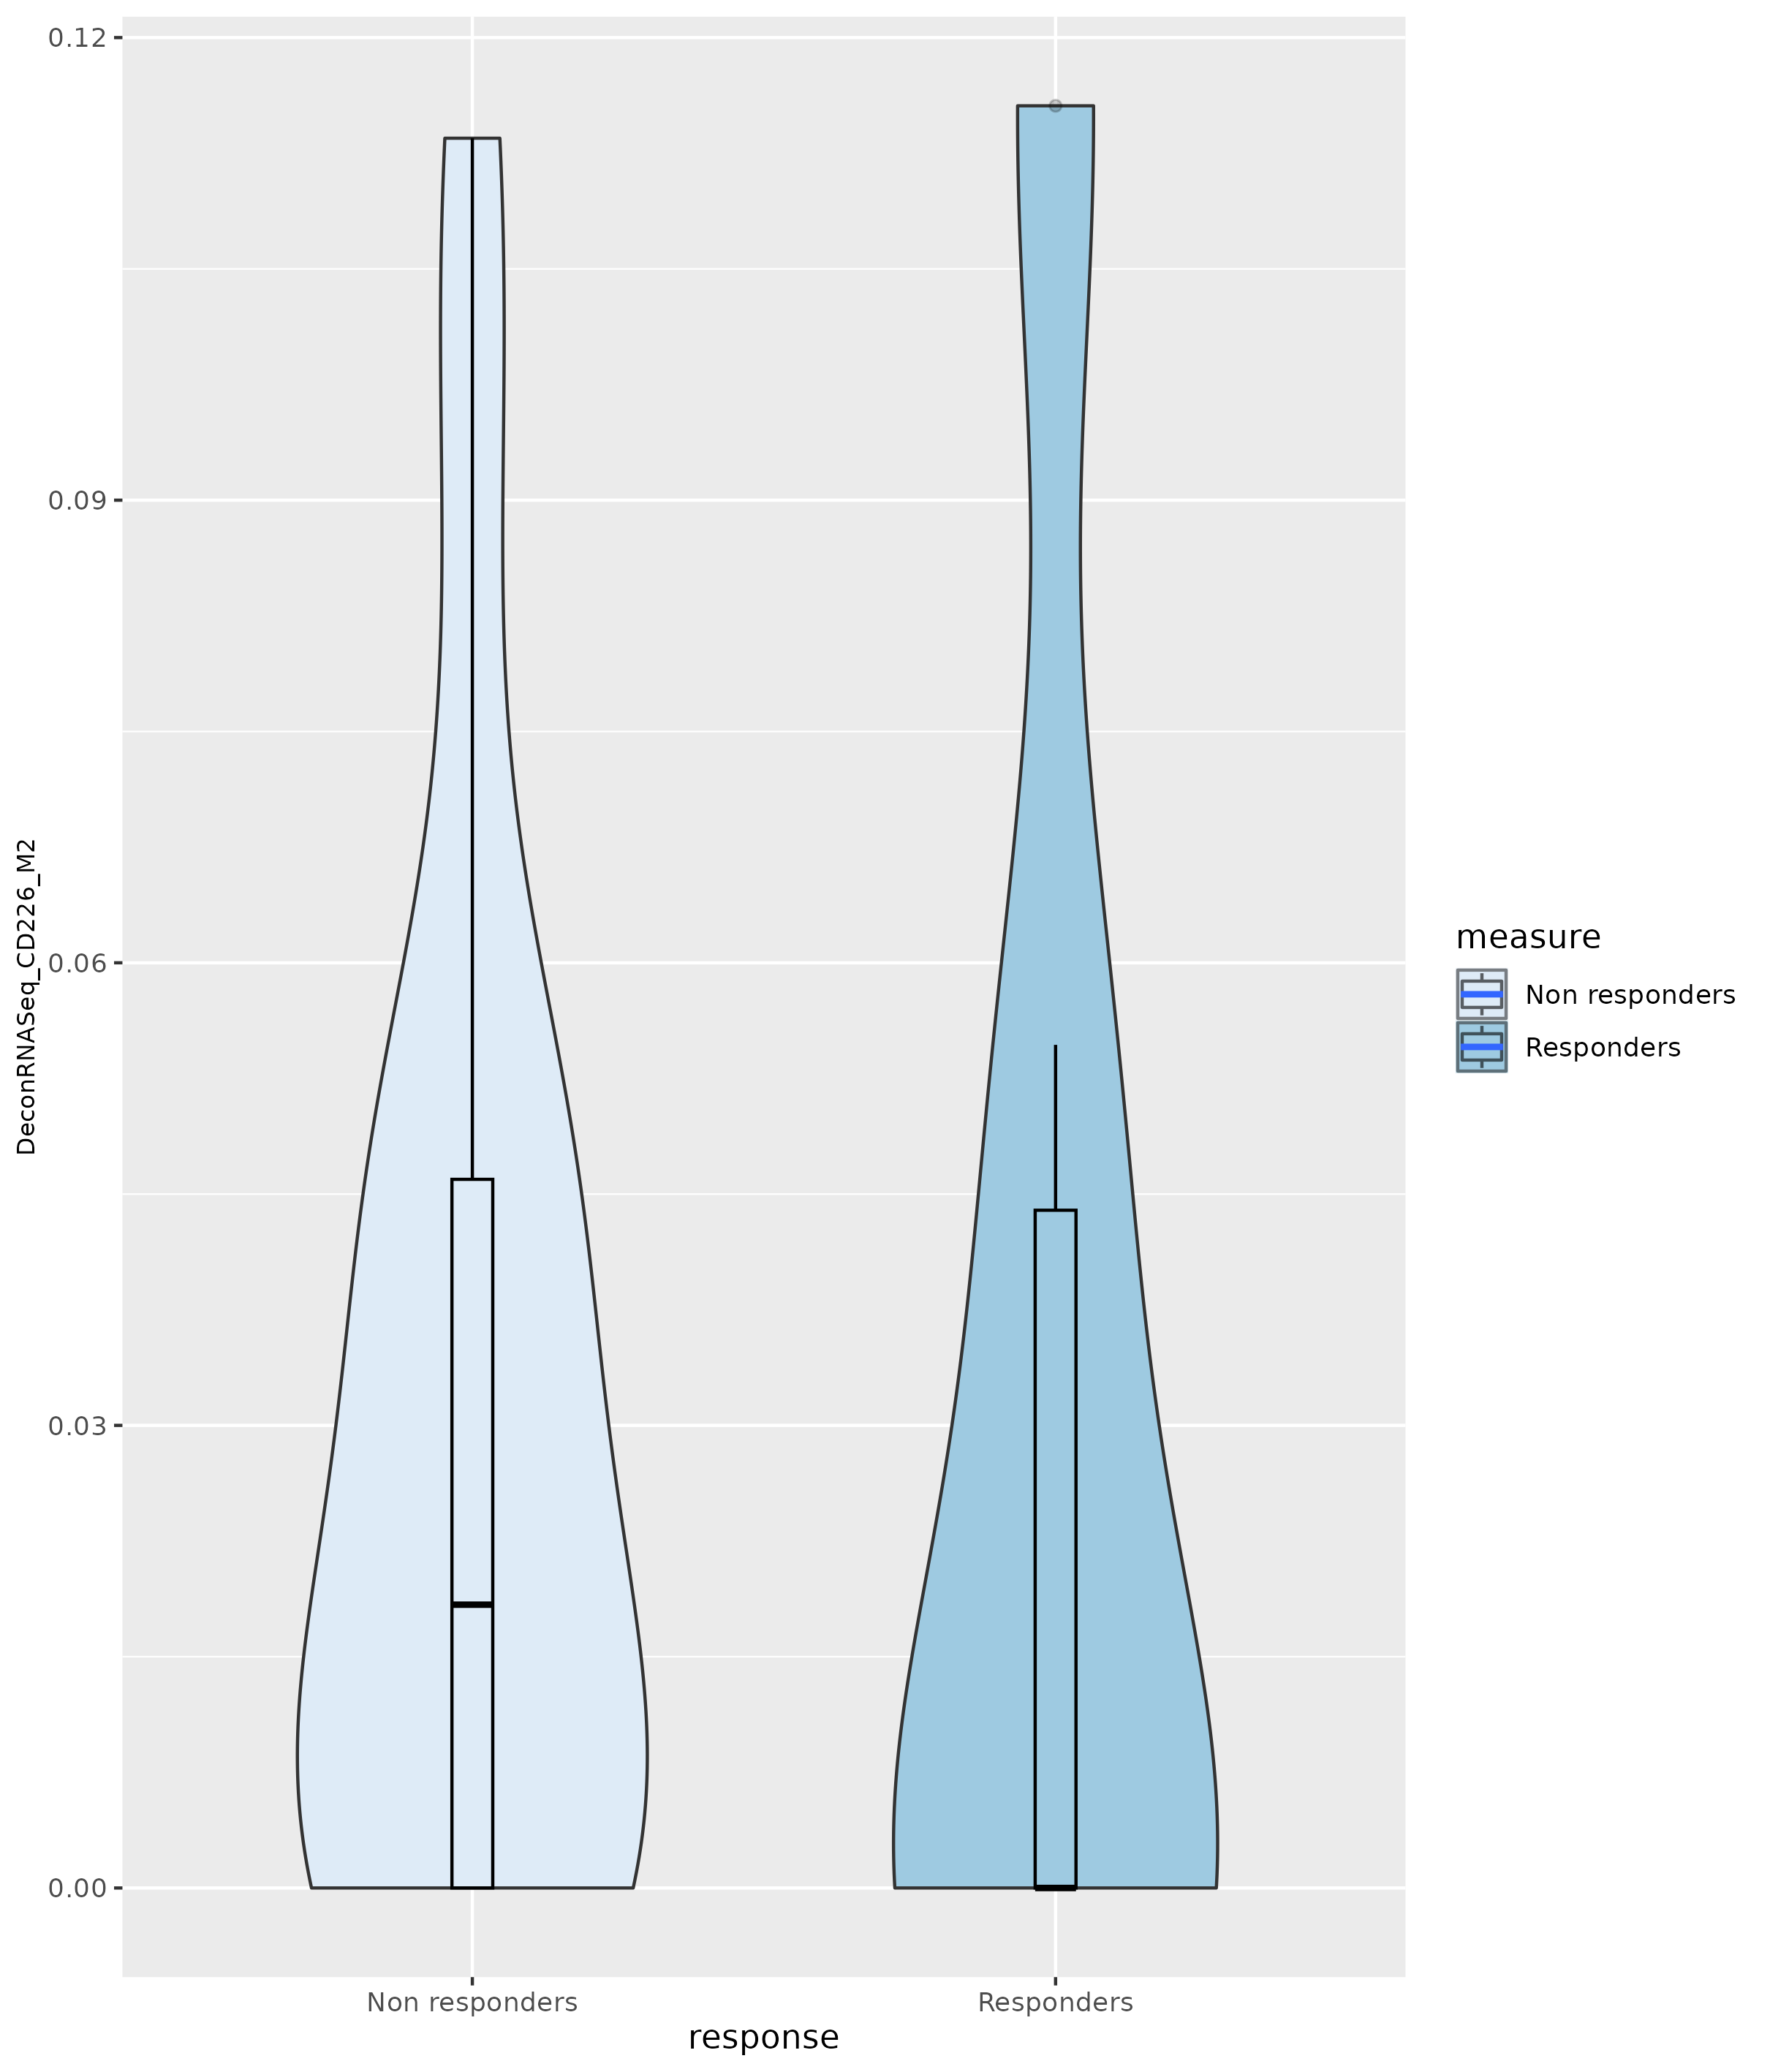 0.12
0.09
0.06
0.03
0.00
DeconRNASeq_CD226_M2
Non responders
Responders
response
measure
Non responders
Responders